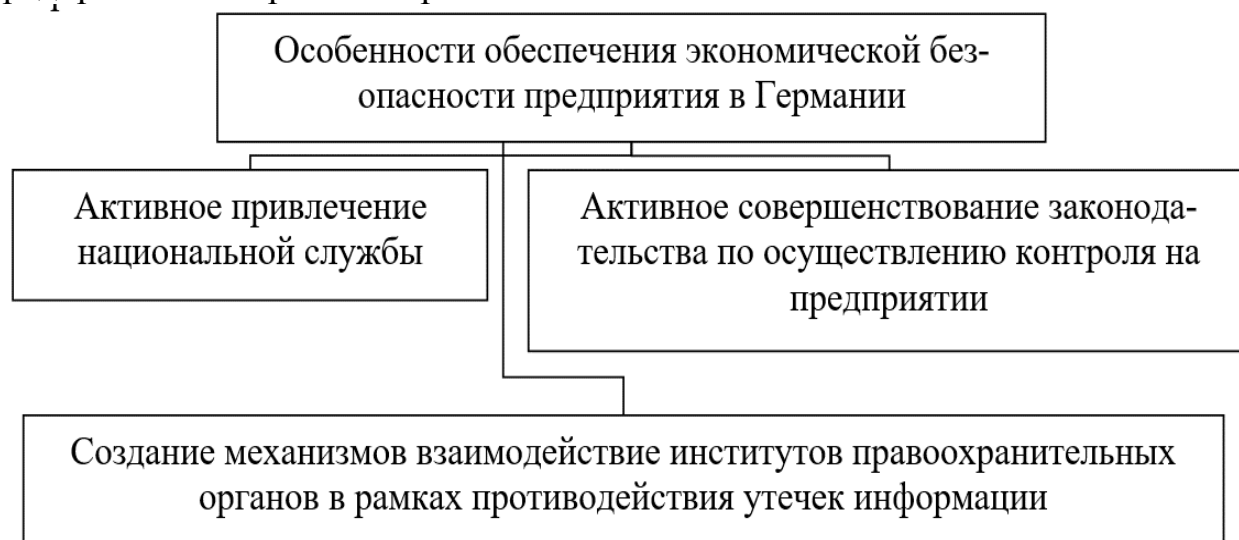 Особенности обеспечения экономической без-
опасности предприятия в Германии
Активное привлечение
национальной службы
Активное совершенствование законода-
тельства по осуществлению контроля на
предприятии
Создание механизмов взаимодействие институтов правоохранительных
органов в рамках противодействия утечек информации